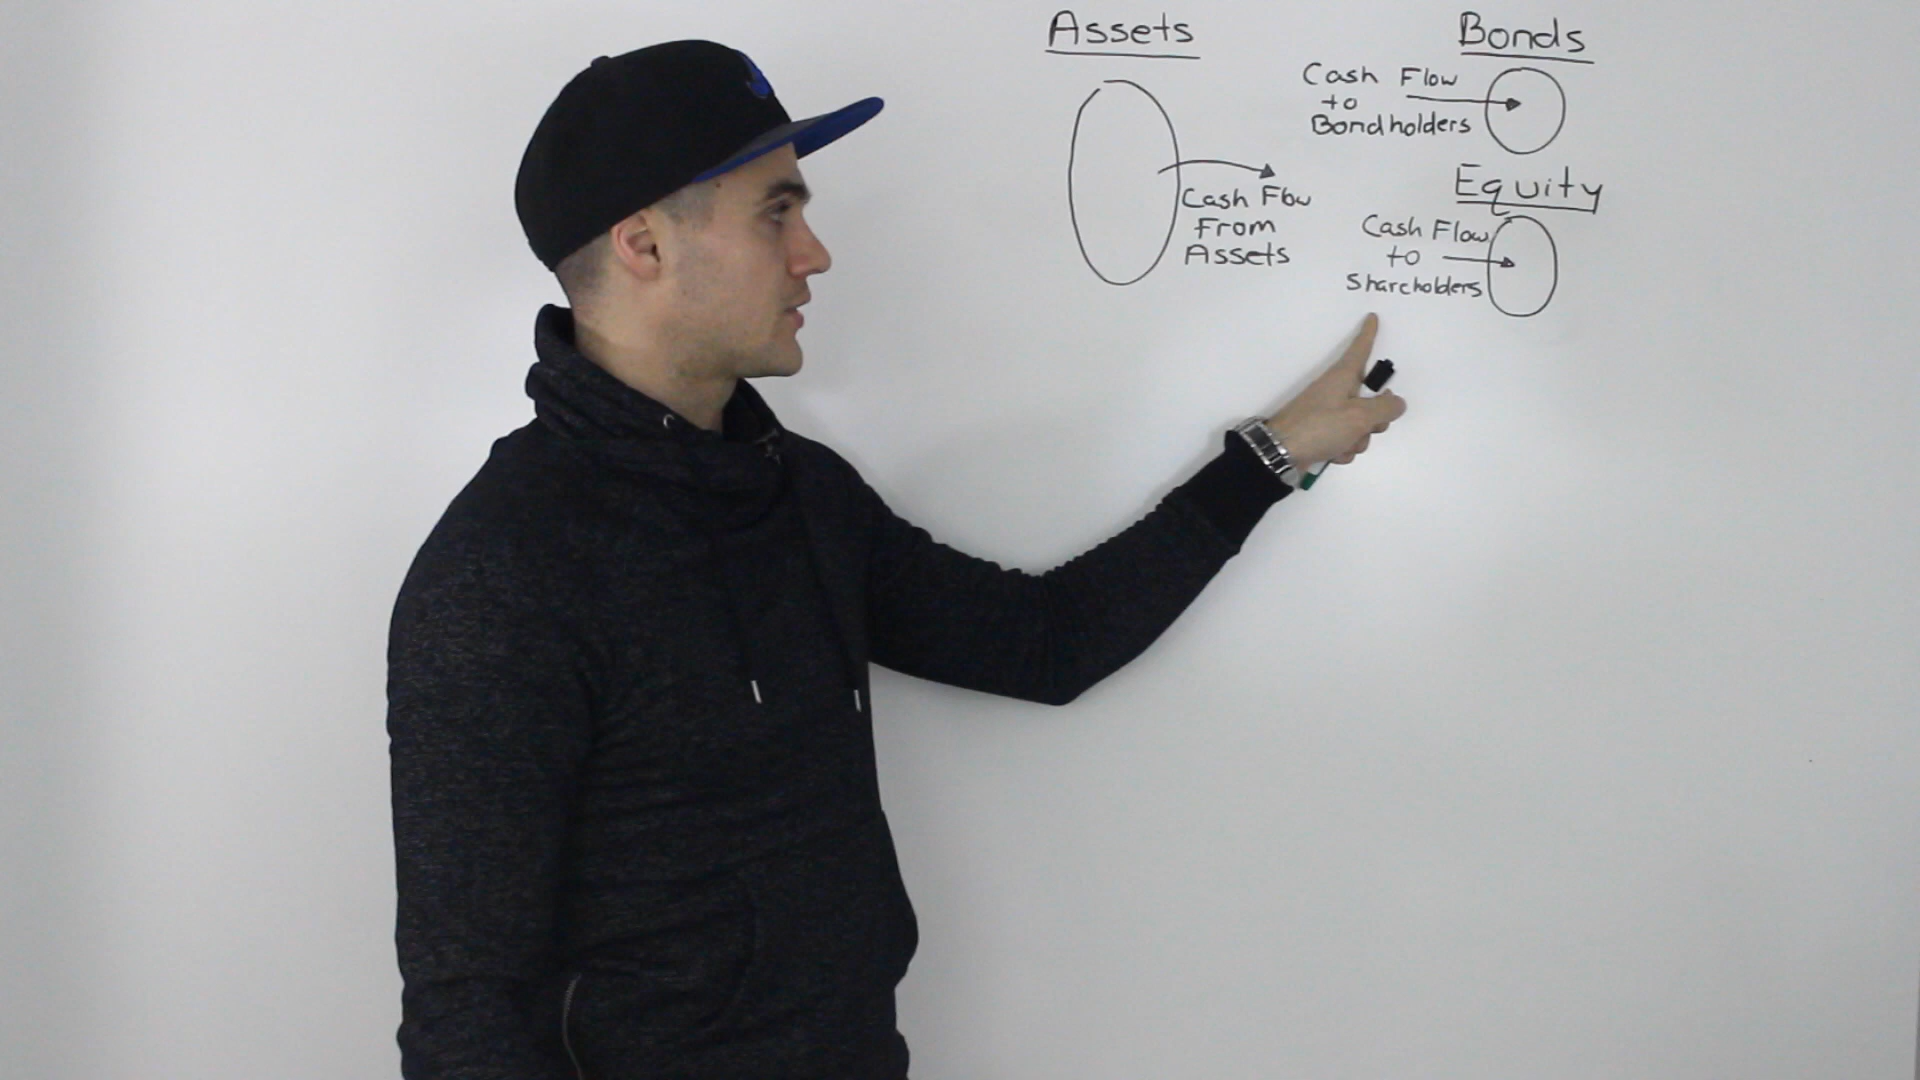 Assets
Cash Flow
From
Assets
Bonds
Cash Flow
to
Bondholders
Equity
Cash Flow
to
Shareholders